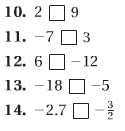 10. 2 □ 9
11. −7 □ 3
12. 6 □ −12
13. −18 □ −5
14. −2.7 □ −3/2